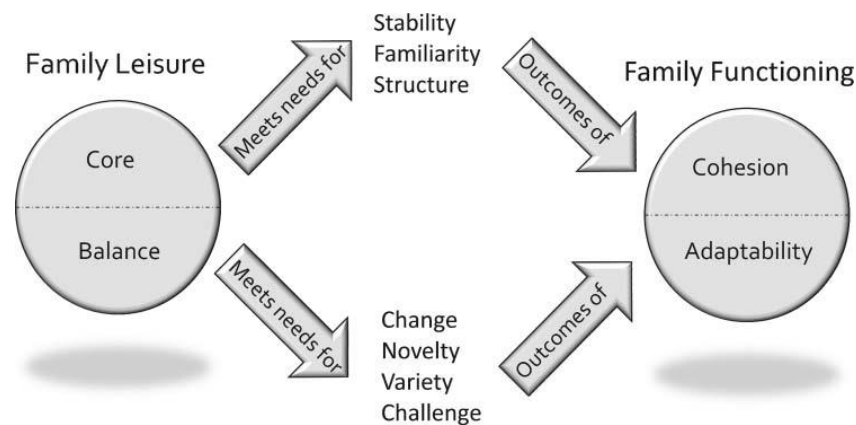 Family Leisure
Core
Balance
Meets needs for
Stability
Familiarity
Structure
Outcomes of
Meets needs for
Change
Novelty
Variety
Challenge
Outcomes of
Family Functioning
Cohesion
Adaptability